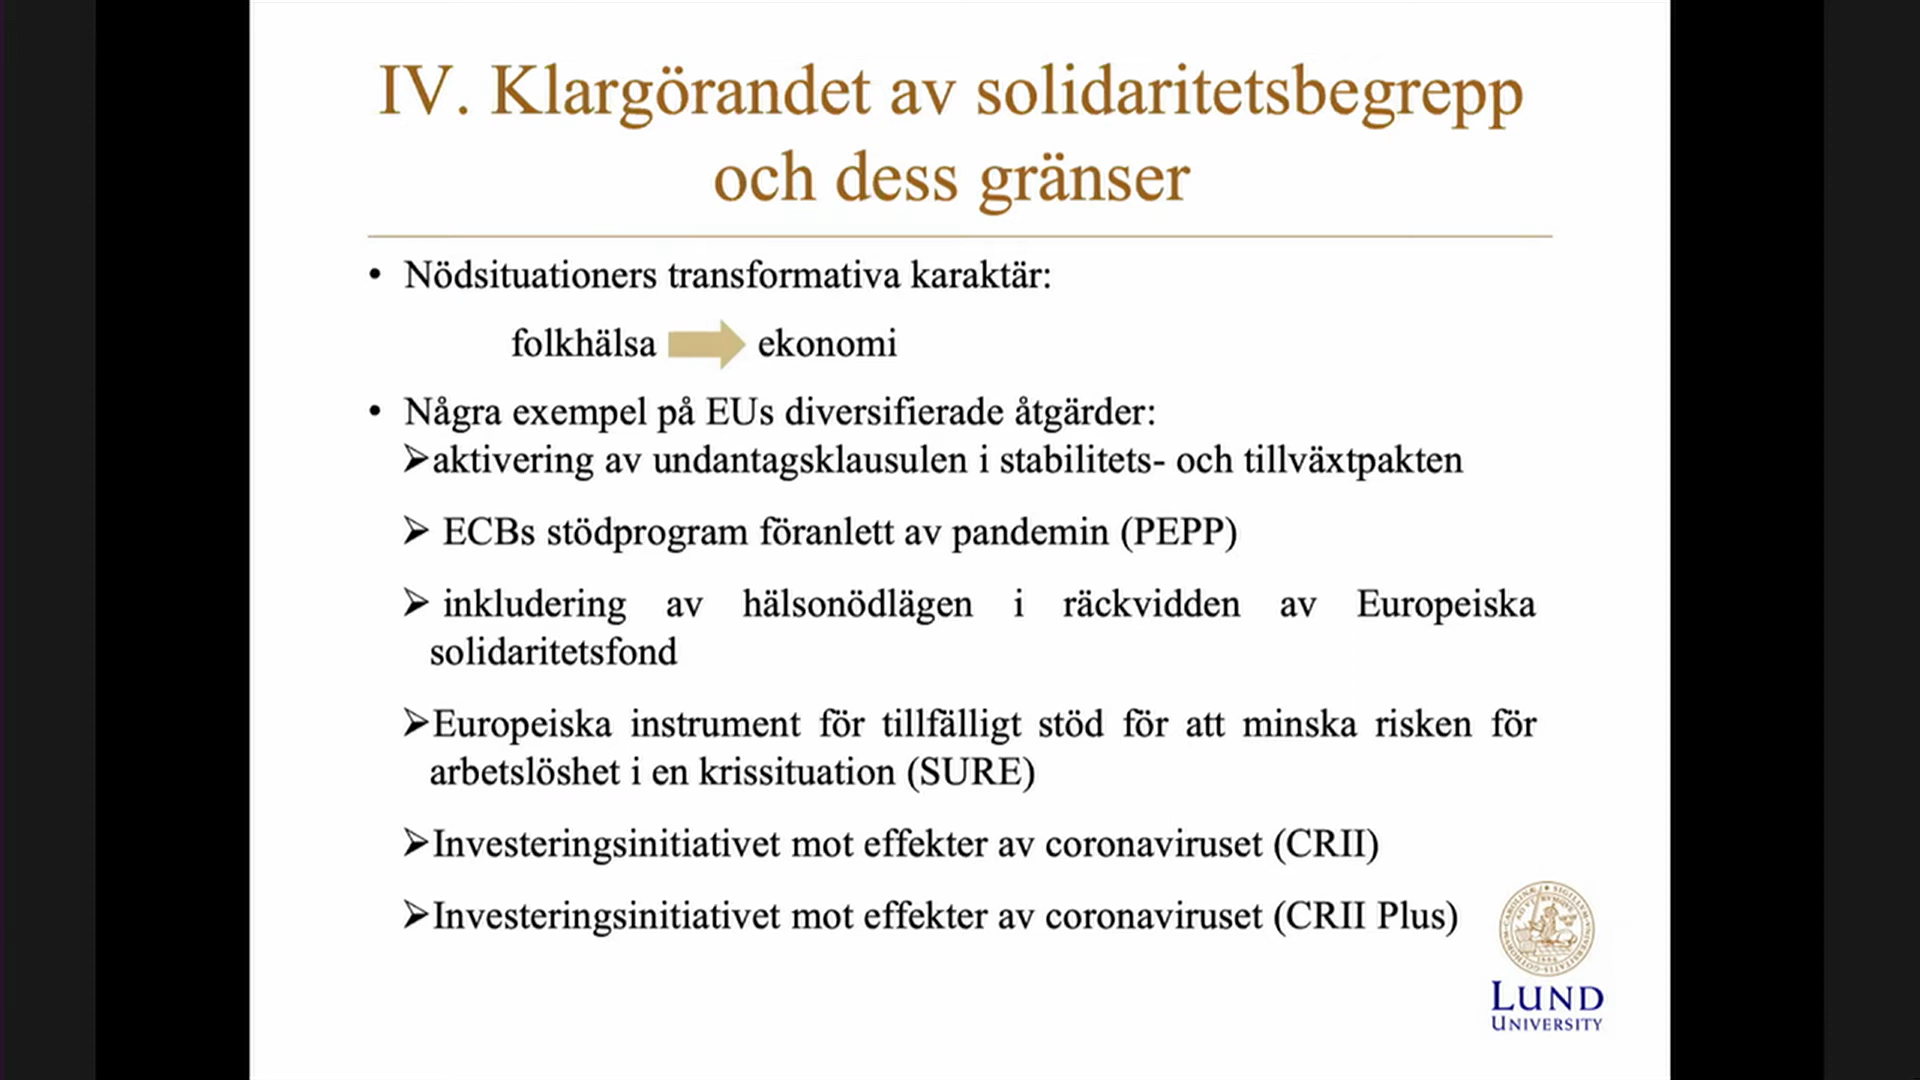 IV. Klargörandet av solidaritetsbegrepp
och dess gränser
• Nödsituationers transformativa karaktär:
folkhälsa ekonomi
• Några exempel på EUs diversifierade åtgärder:
➢aktivering av undantagsklausulen i stabilitets- och tillväxtpakten
➢ ECBs stödprogram föranlett av pandemin (PEPP)
➢ inkludering av hälsonödlägen i räckvidden av Europeiska
solidaritetsfond
➢Europeiska instrument för tillfälligt stöd för att minska risken för
arbetslöshet i en krissituation (SURE)
➢Investeringsinitiativet mot effekter av coronaviruset (CRII)
➢Investeringsinitiativet mot effekter av coronaviruset (CRII Plus)
LUND
UNIVERSITY